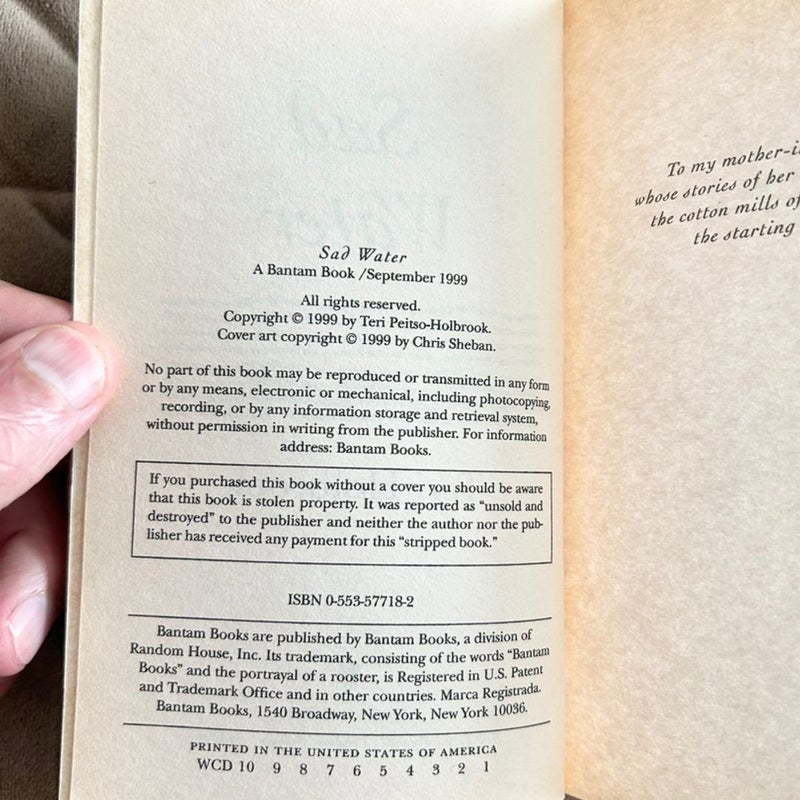 Sad Water
A Bantam Book /September 1999
All rights reserved.
Copyright © 1999 by Teri Peitso-Holbrook.
Cover art copyright © 1999 by Chris Sheban.
No part of this book may be reproduced or transmitted in any form
or by any means, electronic or mechanical, including photocopying,
recording, or by any information storage and retrieval system,
without permission in writing from the publisher. For information
address: Bantam Books.
If you purchased this book without a cover you should be aware
that this book is stolen property. It was reported as “unsold and
destroyed” to the publisher and neither the author nor the pub-
lisher has received any payment for this “stripped book.”
ISBN 0-553-57718-2
Bantam Books are published by Bantam Books, a division of
Random House, Inc. Its trademark, consisting of the words “Bantam
Books” and the portrayal of a rooster, is Registered in U.S. Patent
and Trademark Office and in other countries. Marca Registrada.
Bantam Books, 1540 Broadway, New York, New York 10036.
PRINTED IN THE UNITED STATES OF AMERICA
WCD 10 9 8 7 6 5 4 3 2 1
To my mother-i
whose stories of her
the cotton mills of
the starting